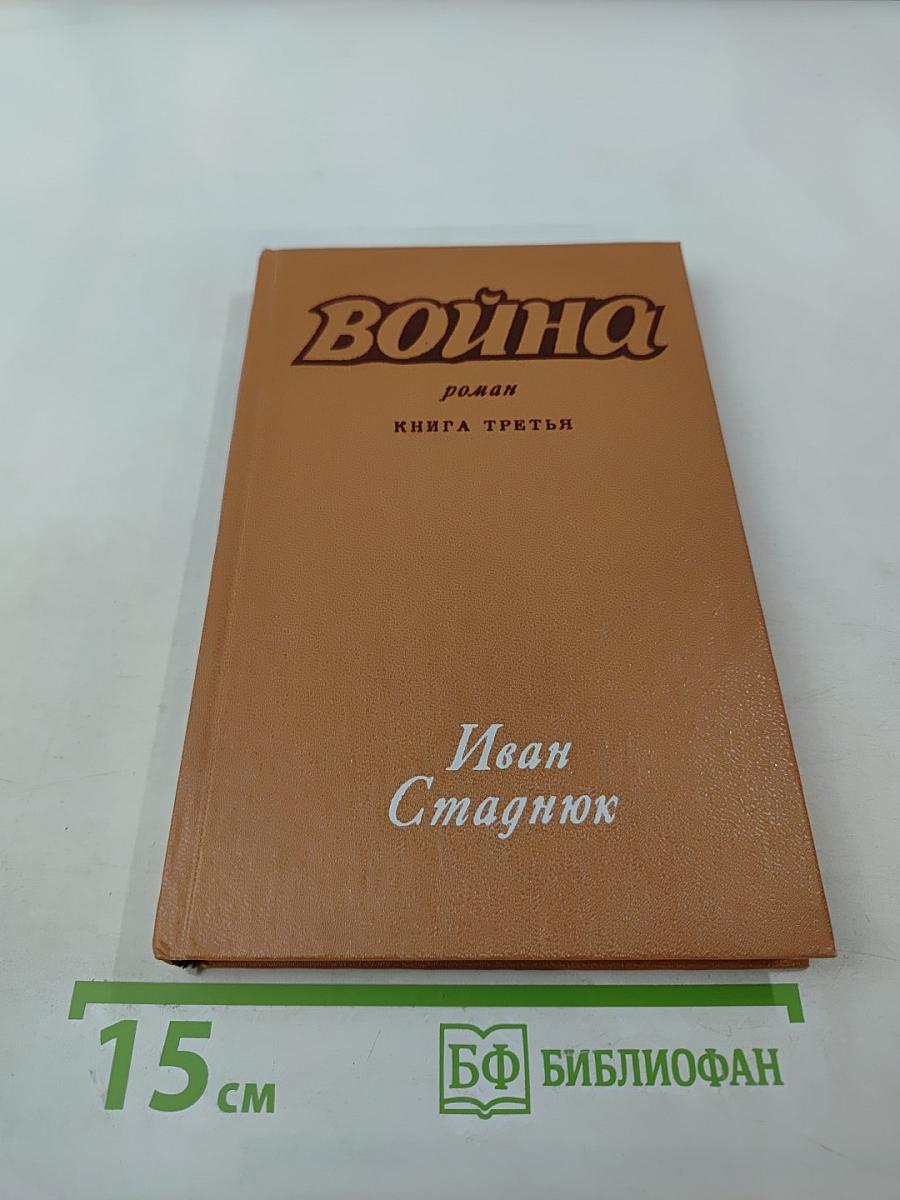 Война
роман
КНИГА ТРЕТЬЯ
Иван
Стаднюк
15 см
БФ БИБЛИОФАН